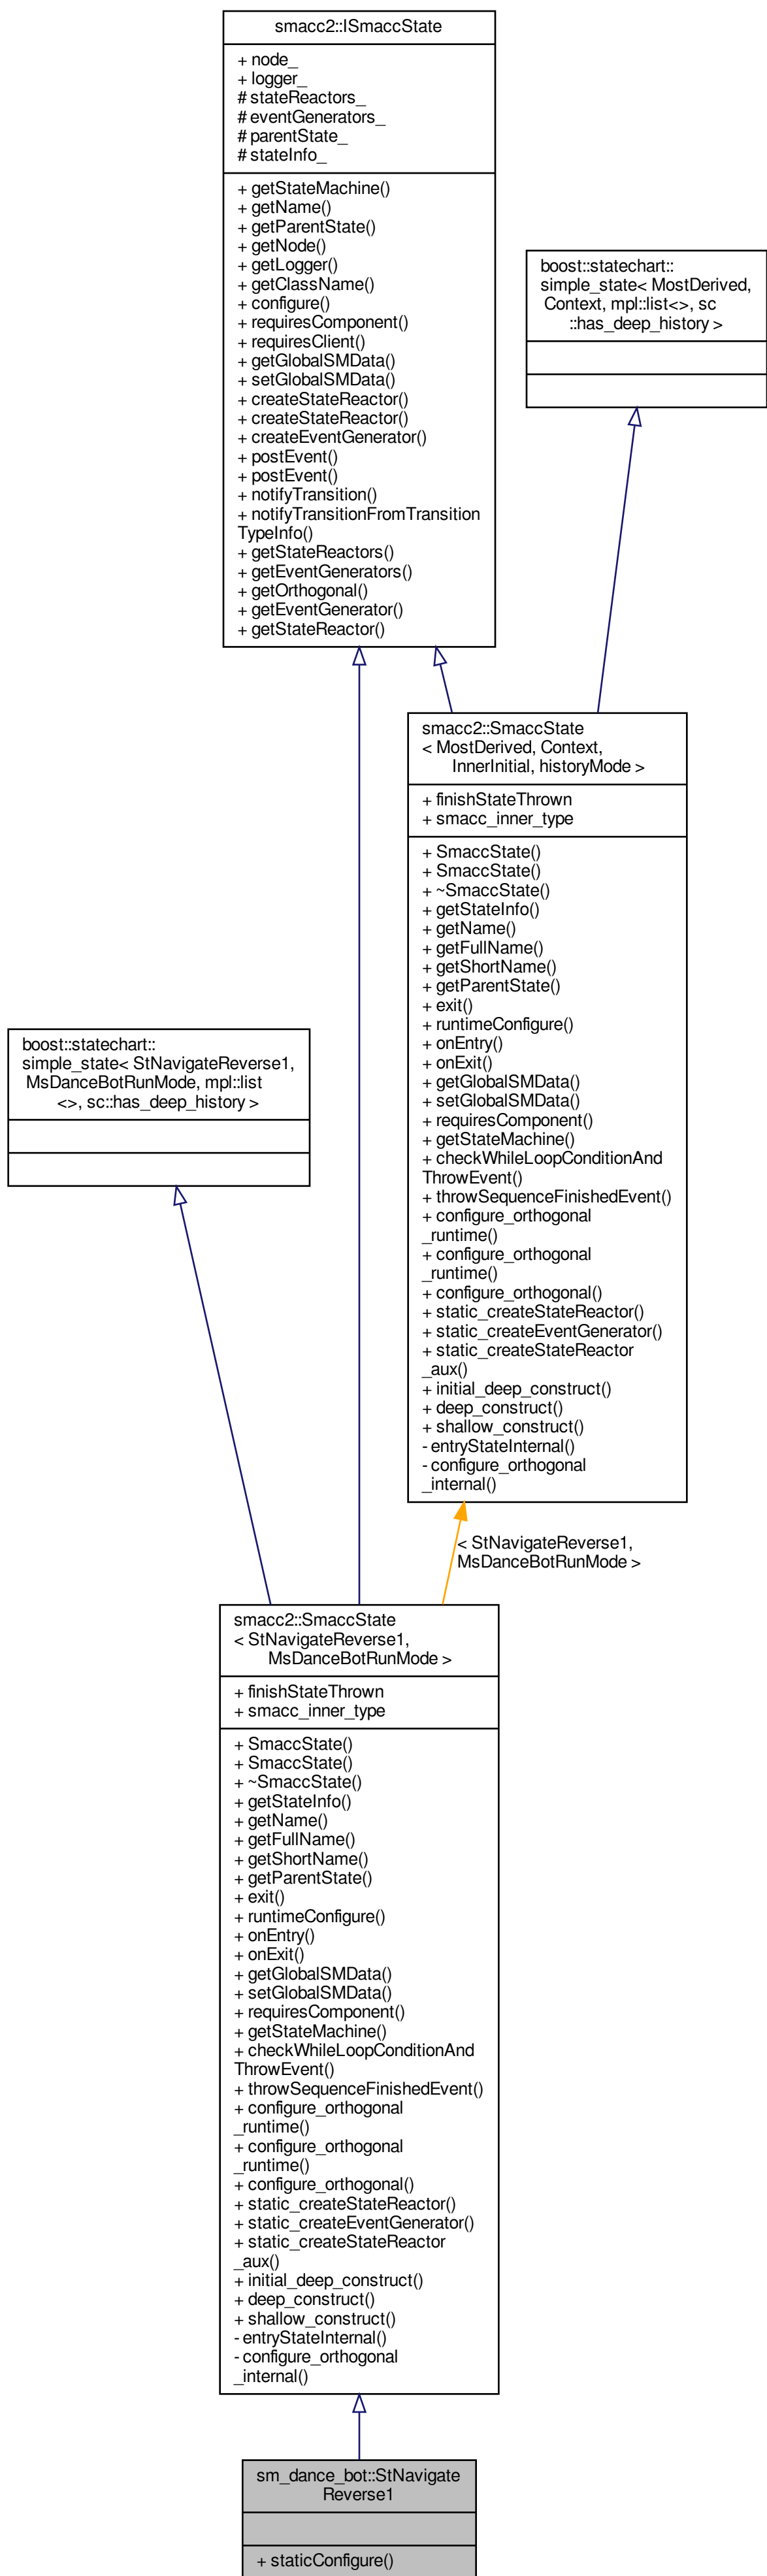 smacc2::ISmaccState
+ node_
+ logger_
# stateReactors_
# eventGenerators_
# parentState_
# stateInfo_
+ getStateMachine()
+ getName()
+ getParentState()
+ getNode()
+ getLogger()
+ getClassName()
+ configure()
+ requiresComponent()
+ requiresClient()
+ getGlobalSMData()
+ setGlobalSMData()
+ createStateReactor()
+ createStateReactor()
+ createEventGenerator()
+ postEvent()
+ postEvent()
+ notifyTransition()
+ notifyTransitionFromTransition
TypeInfo()
+ getStateReactors()
+ getEventGenerators()
+ getOrthogonal()
+ getEventGenerator()
+ getStateReactor()
boost::statechart::
simple_state< MostDerived,
Context, mpl::list<>, sc
::has_deep_history >
smacc2::SmaccState
< MostDerived, Context,
InnerInitial, historyMode >
+ finishStateThrown
+ smacc_inner_type
+ SmaccState()
+ SmaccState()
+ ~SmaccState()
+ getStateInfo()
+ getName()
+ getFullName()
+ getShortName()
+ getParentState()
+ exit()
+ runtimeConfigure()
+ onEntry()
+ onExit()
+ getGlobalSMData()
+ setGlobalSMData()
+ requiresComponent()
+ getStateMachine()
+ checkWhileLoopConditionAnd
ThrowEvent()
+ throwSequenceFinishedEvent()
+ configure_orthogonal
_runtime()
+ configure_orthogonal
_runtime()
+ configure_orthogonal()
+ static_createStateReactor()
+ static_createEventGenerator()
+ static_createStateReactor
_aux()
+ initial_deep_construct()
+ deep_construct()
+ shallow_construct()
- entryStateInternal()
- configure_orthogonal
_internal()
boost::statechart::
simple_state< StNavigateReverse1,
MsDanceBotRunMode, mpl::list
<>, sc::has_deep_history >
< StNavigateReverse1,
MsDanceBotRunMode >
smacc2::SmaccState
< StNavigateReverse1,
MsDanceBotRunMode >
+ finishStateThrown
+ smacc_inner_type
+ SmaccState()
+ SmaccState()
+ ~SmaccState()
+ getStateInfo()
+ getName()
+ getFullName()
+ getShortName()
+ getParentState()
+ exit()
+ runtimeConfigure()
+ onEntry()
+ onExit()
+ getGlobalSMData()
+ setGlobalSMData()
+ requiresComponent()
+ getStateMachine()
+ checkWhileLoopConditionAnd
ThrowEvent()
+ throwSequenceFinishedEvent()
+ configure_orthogonal
_runtime()
+ configure_orthogonal
_runtime()
+ configure_orthogonal()
+ static_createStateReactor()
+ static_createEventGenerator()
+ static_createStateReactor
_aux()
+ initial_deep_construct()
+ deep_construct()
+ shallow_construct()
- entryStateInternal()
- configure_orthogonal
_internal()
sm_dance_bot::StNavigate
Reverse1
+ staticConfigure()